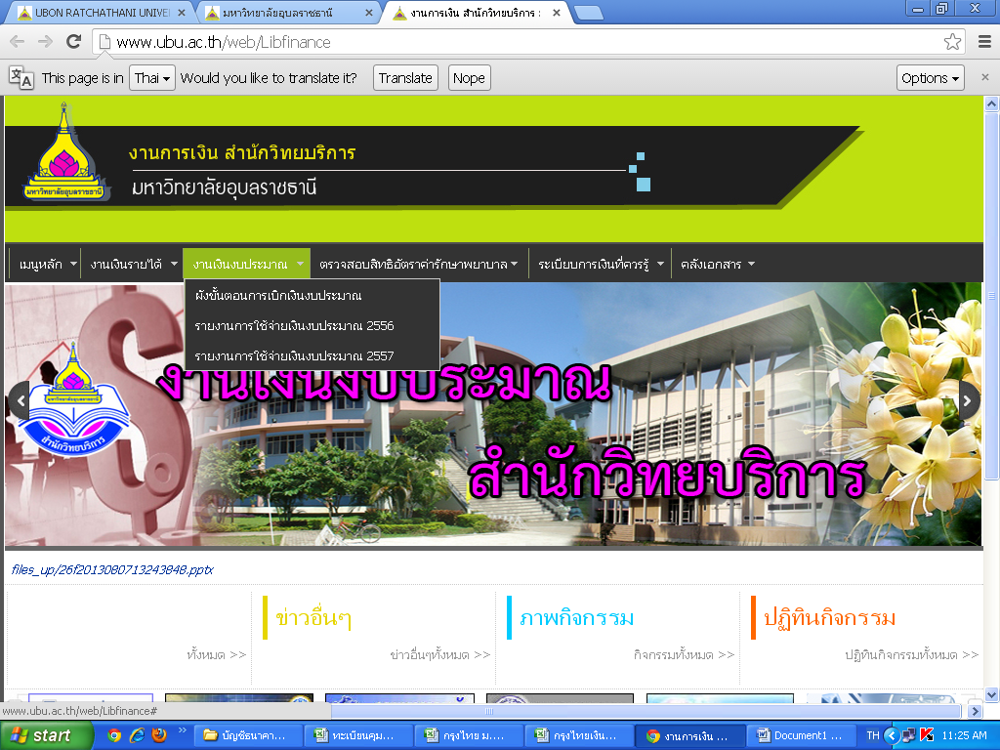 UBON RATCHATHANI UNIVE
มหาวิทยาลัยอุบลราชธานี
งานการเงิน สำนักวิทยบริการ :
www.ubu.ac.th/web/Libfinance
This page is in Thai Would you like to translate it? Translate Nope Options
งานการเงิน สำนักวิทยบริการ
มหาวิทยาลัยอุบลราชธานี
มหาวิทยาลัยอุบลราชธานี
เมนูหลัก งานเงินรายได้ งานเงินงบประมาณ ตรวจสอบสิทธิอัตราค่ารักษาพยาบาล ระเบียบการเงินที่ควรรู้ คลังเอกสาร
ผังขั้นตอนการเบิกเงินงบประมาณ
รายงานการใช้จ่ายเงินงบประมาณ 2556
รายงานการใช้จ่ายเงินงบประมาณ 2557
งานเงินงบประมาณ
สำนักวิทยบริการ
มหาวิทยาลัยอุบลราชธานี
สำนักวิทยบริการ
files_up/26f2013080713243848.pptx
ข่าวอื่นๆ ภาพกิจกรรม ปฏิทินกิจกรรม
ทั้งหมด >> ข่าวอื่นๆทั้งหมด >> กิจกรรมทั้งหมด >> ปฏิทินกิจกรรมทั้งหมด >>
www.ubu.ac.th/web/Libfinance#
start บัญชีธนาคา... ทะเบียนคุม... กรุงไทย ม.... กรุงไทยเงิน... งานการเงิน ... Document1 ... TH 11:25 AM